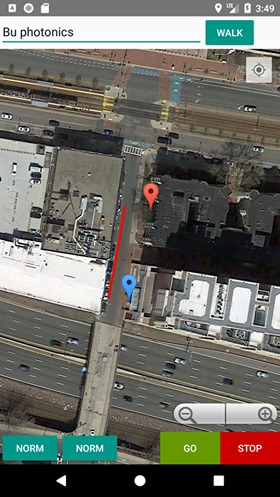 3:49
Bu photonics
WALK
NORM
NORM
GO
STOP